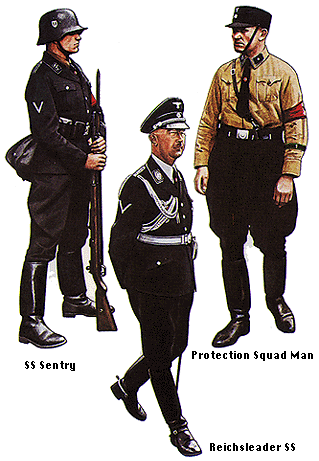 SS Sentry
Protection Squad Man
Reichsleader SS